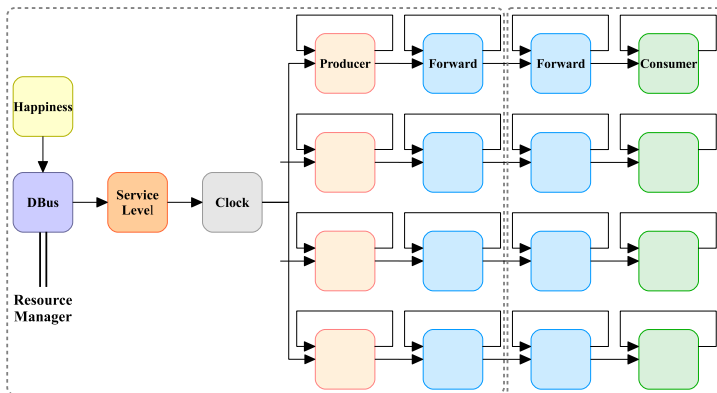 Producer
Forward
Forward
Consumer
Happiness
DBus
Service
Level
Clock
Resource
Manager